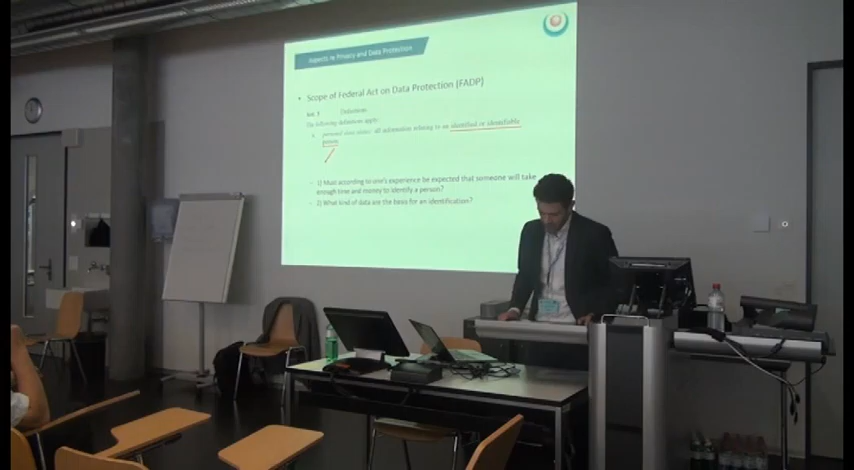 Aspects re Privacy and Data Protection
• Scope of Federal Act on Data Protection (FADP)
Art. 3 Definitions
The following definitions apply:
a. personal data (data): all information relating to an identified or identifiable
person;
- 1) Must according to one's experience be expected that someone will take
enough time and money to identify a person?
- 2) What kind of data are the basis for an identification?